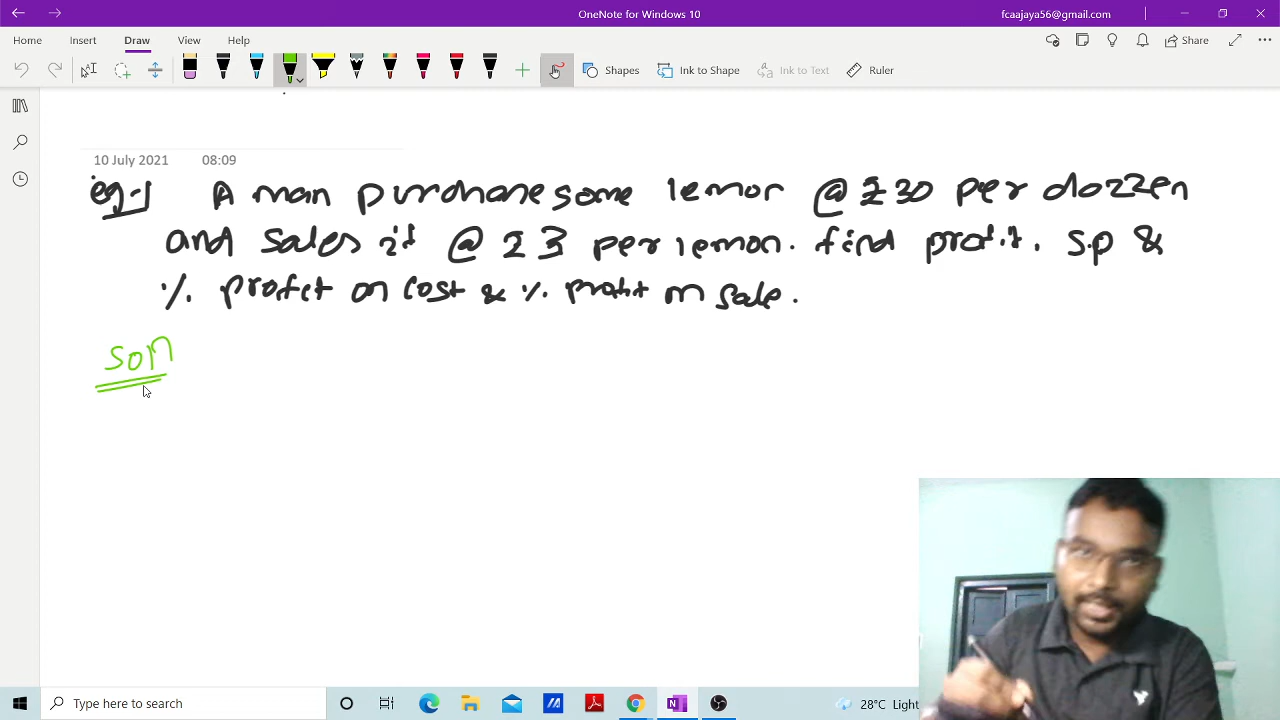 OneNote for Windows 10
fcaajaya56@gmail.com
Home Insert Draw View Help
Share
Shapes Ink to Shape Ink to Text Ruler
10 July 2021 08:09
eg-1 A man purchase some lemon @ ₹30 per dozzen
and sales it @ ₹3 per lemon. find profit. S.P &
% profit on cost & % profit on sale.
Soln
Type here to search
28°C Light